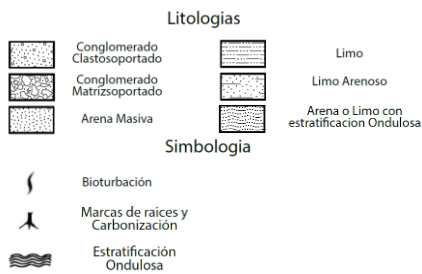 Litologias
Conglomerado
Clastosoportado
Conglomerado
Matrizsoportado
Arena Masiva
Limo
Limo Arenoso
Arena o Limo con
estratificacion Ondulosa
Simbologia
Bioturbación
Marcas de raices y
Carbonización
Estratificación
Ondulosa